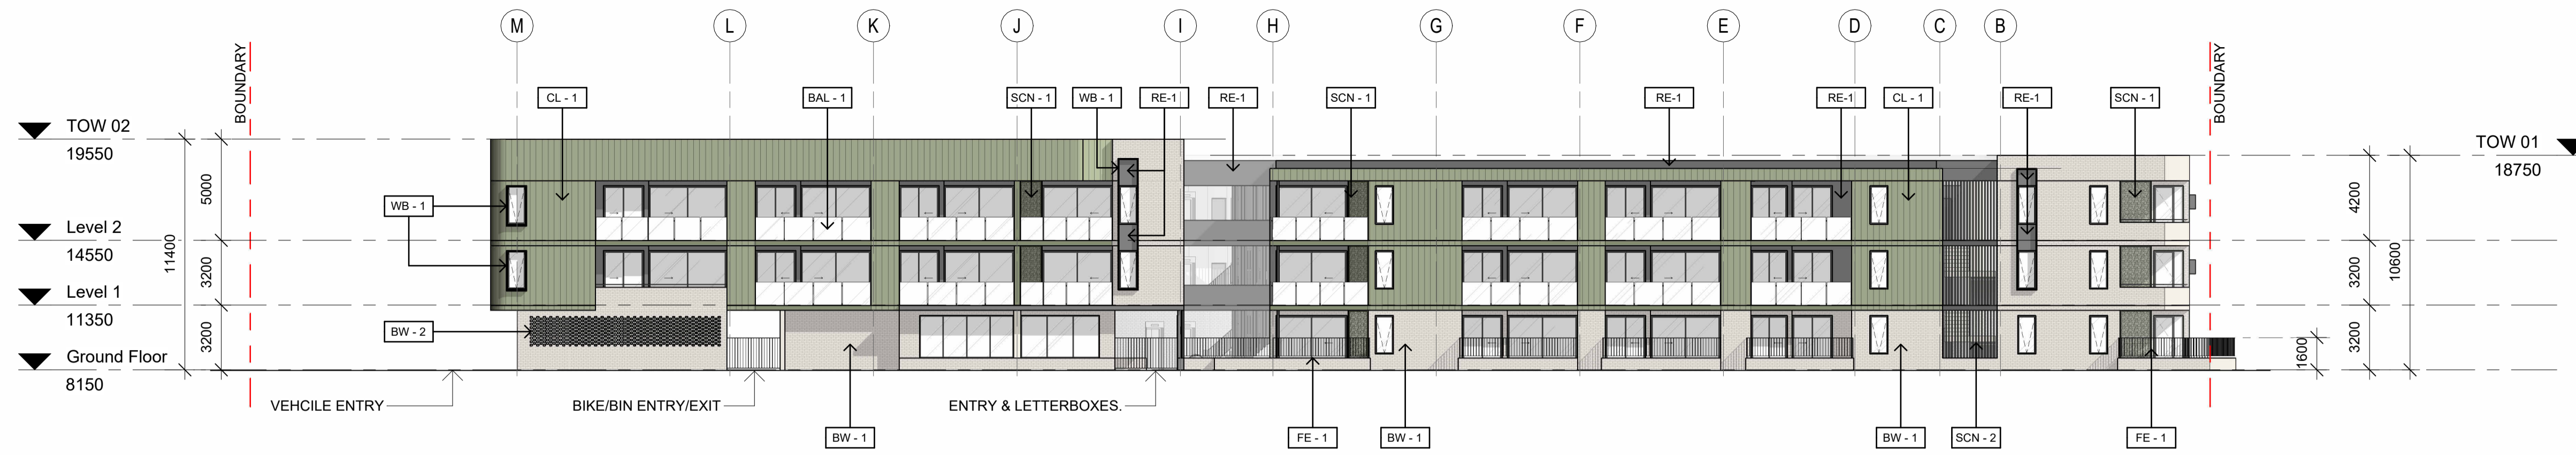 M
L
K
J
I
H
G
F
E
D
C
B
BOUNDARY
BOUNDARY
CL - 1
BAL - 1
SCN - 1
WB - 1
RE-1
RE-1
SCN - 1
RE-1
RE-1
CL - 1
RE-1
SCN - 1
TOW 02
19550
TOW 01
18750
5000
4200
WB - 1
Level 2
14550
11400
10600
3200
3200
Level 1
11350
BW - 2
3200
3200
1600
Ground Floor
8150
VEHCILE ENTRY
BIKE/BIN ENTRY/EXIT
ENTRY & LETTERBOXES.
BW - 1
FE - 1
BW - 1
BW - 1
SCN - 2
FE - 1